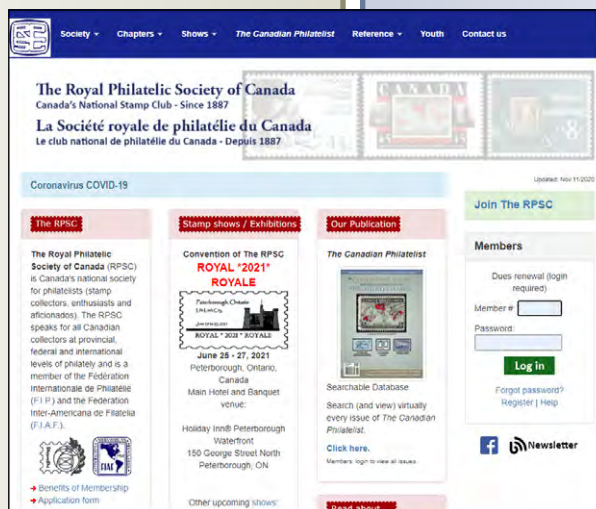 Society
Chapters
Shows
The Canadian Philatelist
Reference
Youth
Contact us
The Royal Philatelic Society of Canada
Canada's National Stamp Club - Since 1887
La Société royale de philatélie du Canada
Le club national de philatélie du Canada - Depuis 1887
CANADA
8
Updated: Nov 11/2020
Coronavirus COVID-19
The RPSC
The Royal Philatelic
Society of Canada (RPSC)
is Canada's national society
for philatelists (stamp
collectors, enthusiasts and
aficionados). The RPSC
speaks for all Canadian
collectors at provincial,
federal and international
levels of philately and is a
member of the Fédération
Internationale de Philatélie
(F.I.P.) and the Federation
Inter-Americana de Filatelia
(F.I.A.F.).
FIAF
Benefits of Membership
Application form
Stamp shows / Exhibitions
Convention of The RPSC
ROYAL *2021*
ROYALE
Peterborough, Ontario
ROYAL * 2021 * ROYALE
June 25 - 27, 2021
Peterborough, Ontario,
Canada
Main Hotel and Banquet
venue:
Holiday Inn® Peterborough
Waterfront
150 George Street North
Peterborough, ON
Other upcoming shows:
Our Publication
The Canadian Philatelist
Searchable Database
Search (and view) virtually
every issue of The Canadian
Philatelist.
Click here.
Members: login to view all issues.
Read about
Join The RPSC
Members
Dues renewal (login
required)
Member #:
Password:
Log in
Forgot password?
Register | Help
f
Newsletter